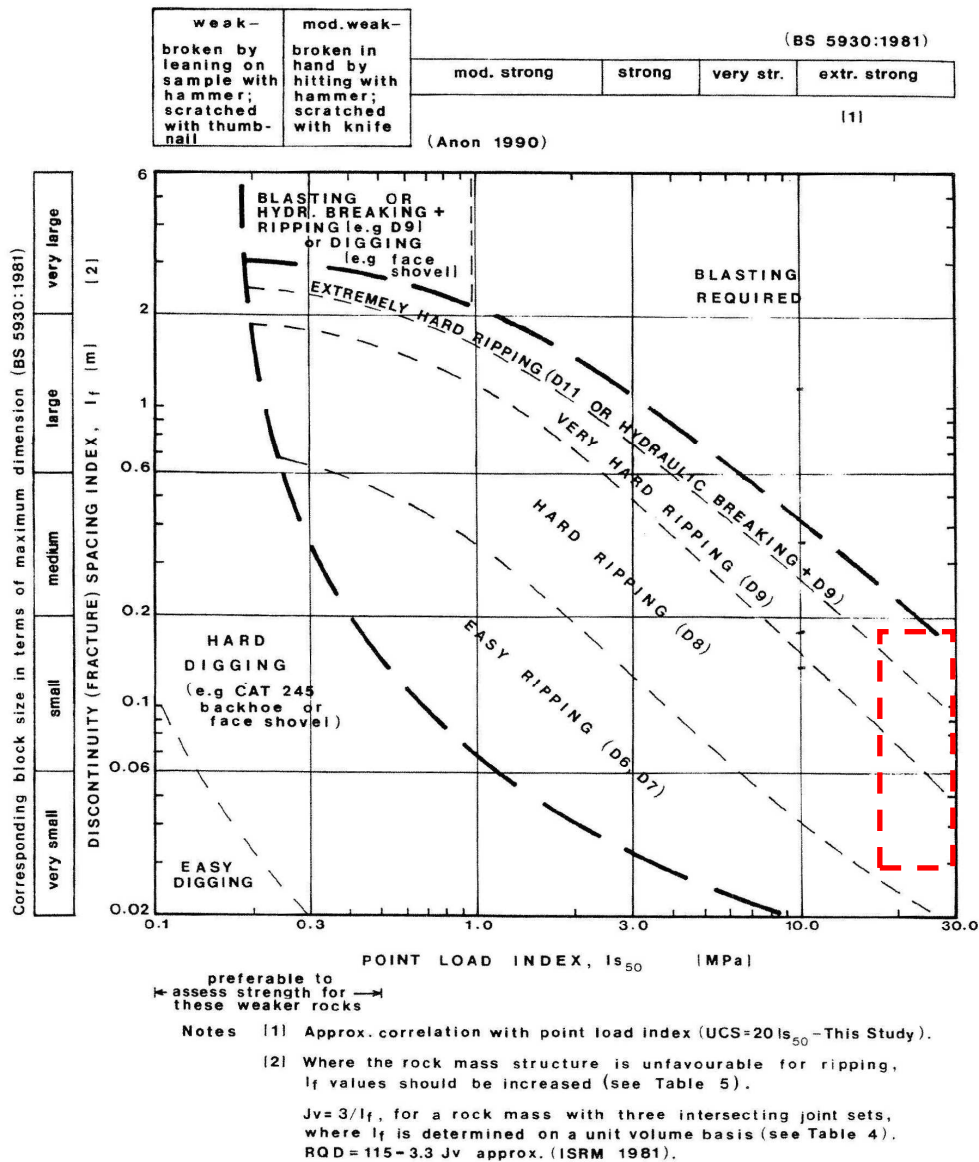 weak-
broken by
leaning on
sample with
hammer;
scratched
with thumb-
nail
mod.weak-
broken in
hand by
hitting with
hammer;
scratched
with knife
(BS 5930:1981)
mod. strong
strong
very str.
extr. strong
[1]
(Anon 1990)
Corresponding block size in terms of maximum dimension (BS 5930:1981)
very large
large
medium
small
very small
DISCONTINUITY (FRACTURE) SPACING INDEX, If [m] [2]
6
2
1
0.6
0.2
0.1
0.06
0.02
BLASTING OR
HYDR. BREAKING +
RIPPING [e.g D9]
or DIGGING
[e.g face
shovel]
BLASTING
REQUIRED
EXTREMELY HARD RIPPING (D11 OR HYDRAULIC BREAKING + D9)
VERY HARD RIPPING (D9)
HARD RIPPING (D8)
EASY RIPPING (D6, D7)
HARD
DIGGING
(e.g CAT 245
backhoe or
face shovel)
EASY
DIGGING
0.1
0.3
1.0
3.0
10.0
30.0
POINT LOAD INDEX, Is50 [MPa]
preferable to
assess strength for
these weaker rocks
Notes [1] Approx. correlation with point load index (UCS=20 Is50-This Study).
[2] Where the rock mass structure is unfavourable for ripping,
If values should be increased (see Table 5).
Jv= 3/If, for a rock mass with three intersecting joint sets,
where If is determined on a unit volume basis (see Table 4).
RQD = 115-3.3 Jv approx. (ISRM 1981).